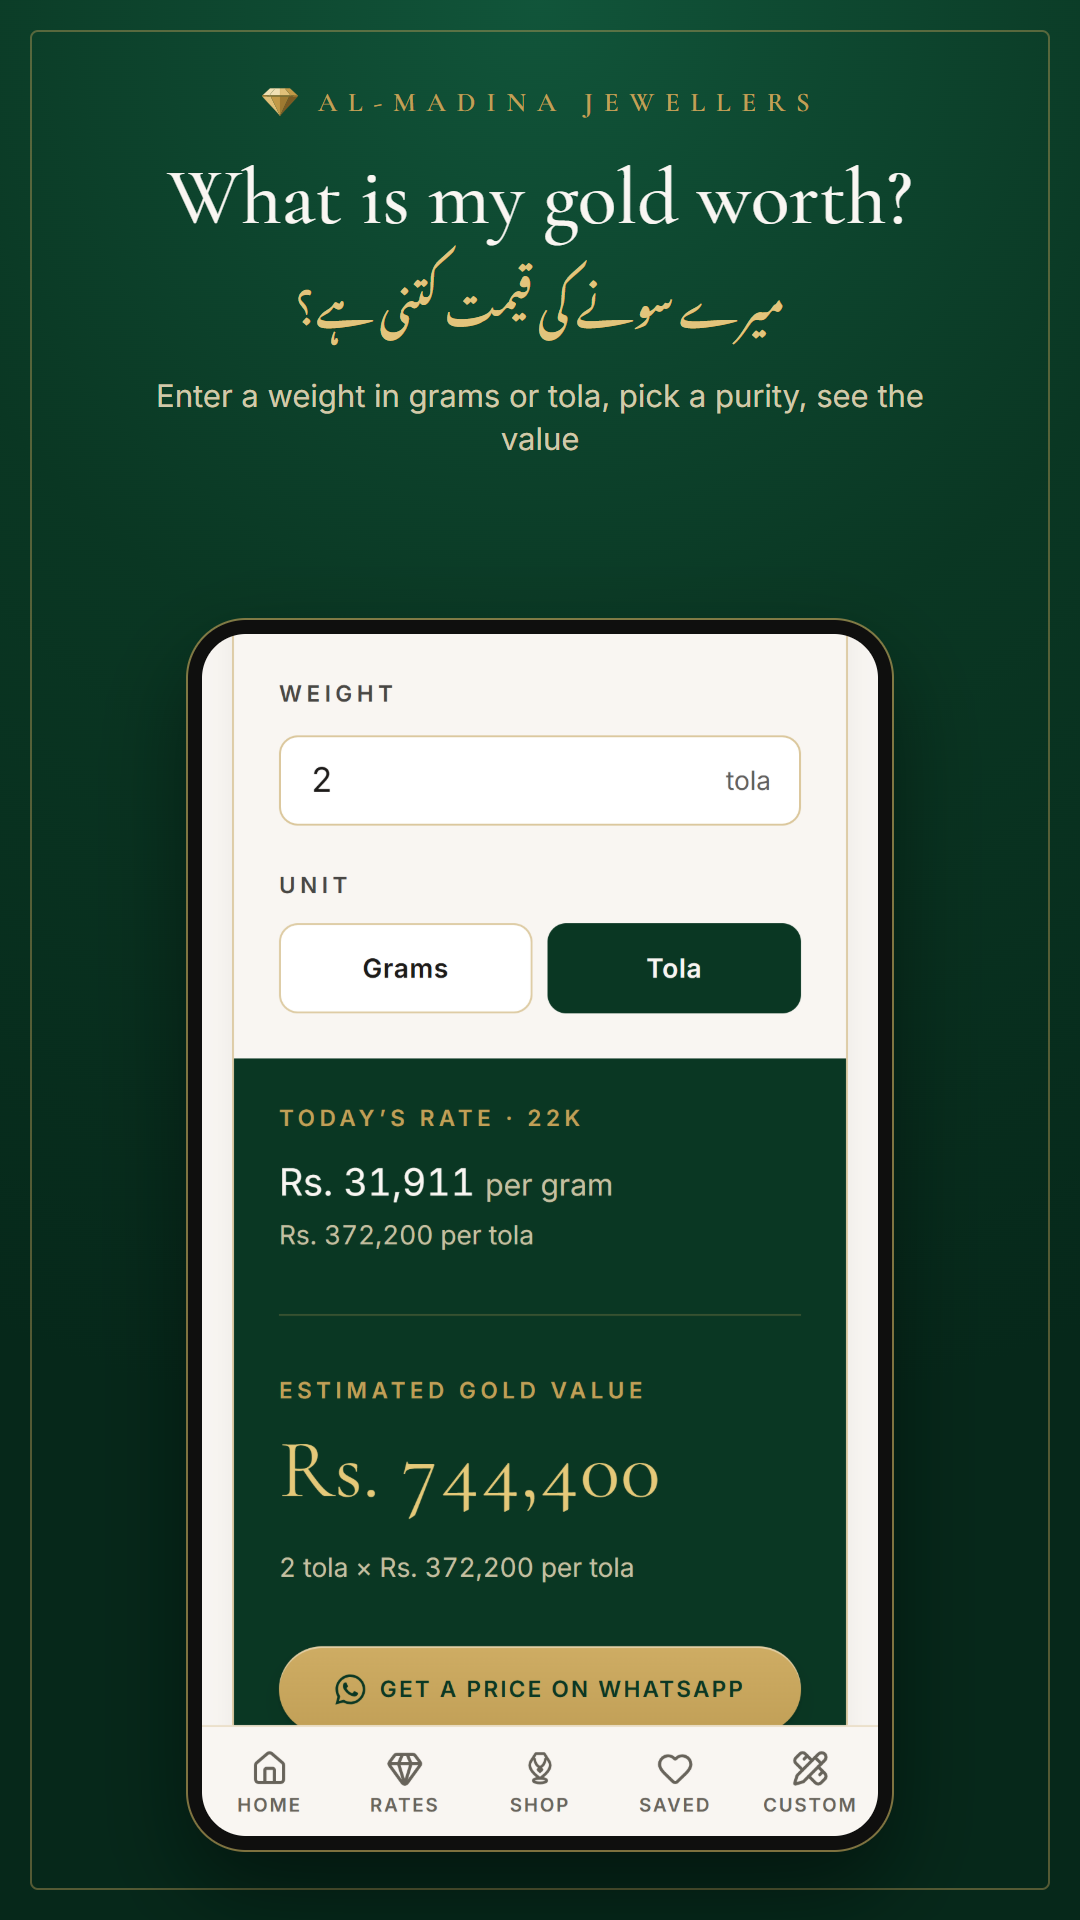 AL-MADINA JEWELLERS
What is my gold worth?
میرے سونے کی قیمت کتنی ہے؟
Enter a weight in grams or tola, pick a purity, see the
value
WEIGHT
2 tola
UNIT
Grams Tola
TODAY’S RATE · 22K
Rs. 31,911 per gram
Rs. 372,200 per tola
ESTIMATED GOLD VALUE
Rs. 744,400
2 tola × Rs. 372,200 per tola
GET A PRICE ON WHATSAPP
HOME RATES SHOP SAVED CUSTOM